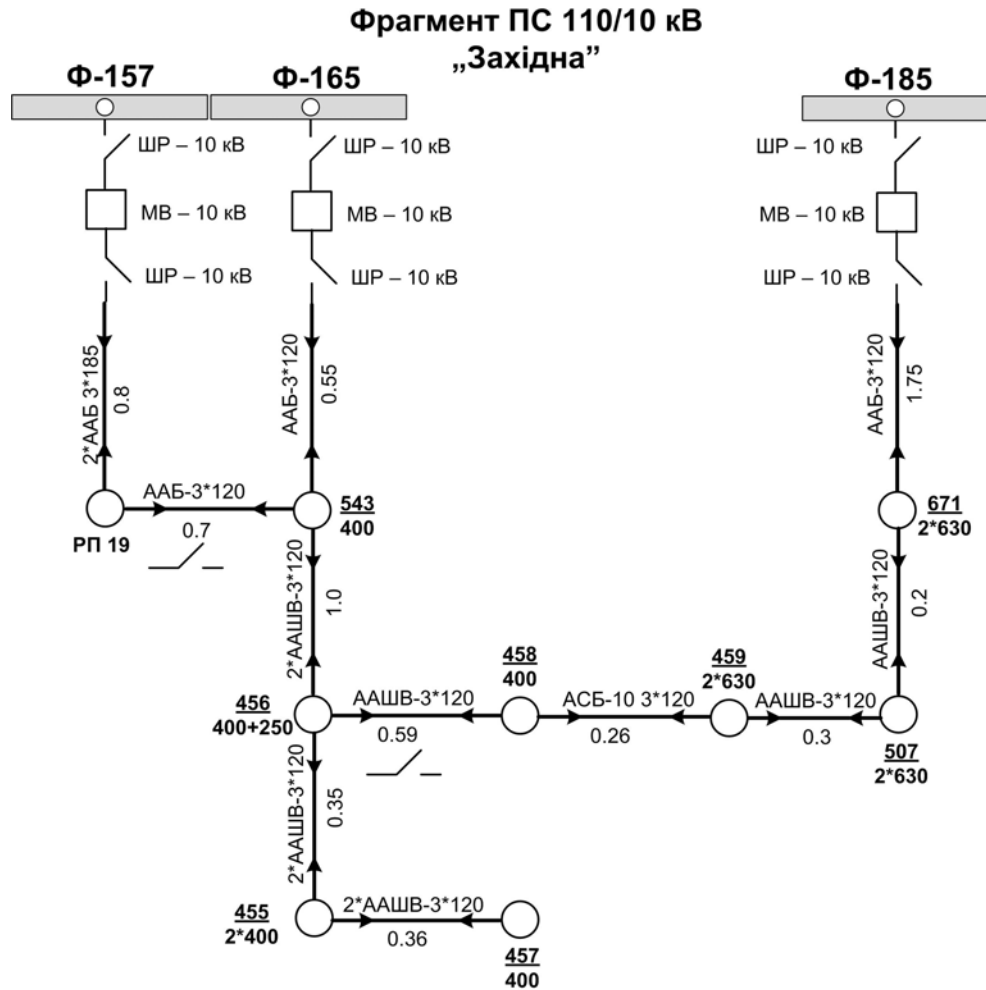 Фрагмент ПС 110/10 кВ
„Західна”
Ф-157
Ф-165
Ф-185
ШР – 10 кВ
ШР – 10 кВ
ШР – 10 кВ
МВ – 10 кВ
МВ – 10 кВ
МВ – 10 кВ
ШР – 10 кВ
ШР – 10 кВ
ШР – 10 кВ
2*ААБ 3*185
0.8
ААБ-3*120
0.55
ААБ-3*120
1.75
ААБ-3*120
0.7
РП 19
543
400
671
2*630
2*ААШВ-3*120
1.0
ААШВ-3*120
0.2
456
400+250
ААШВ-3*120
0.59
458
400
АСБ-10 3*120
0.26
459
2*630
ААШВ-3*120
0.3
507
2*630
2*ААШВ-3*120
0.35
455
2*400
2*ААШВ-3*120
0.36
457
400